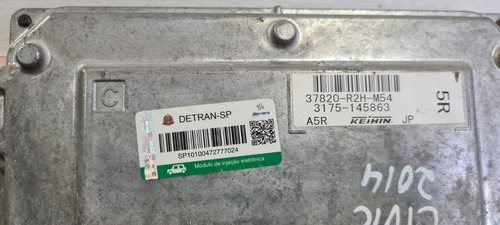 C
DETRAN-SP
SP10100472777024
Módulo de injeção eletrônica
37820-R2H-M54
3175-145863
A5R KEIHIN JP
5R
CIVIC
2014